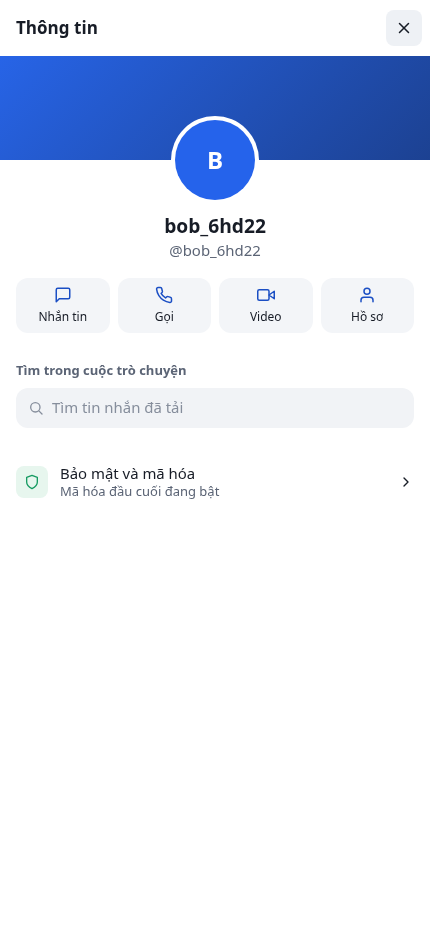 Thông tin
B
bob_6hd22
@bob_6hd22
Nhắn tin
Gọi
Video
Hồ sơ
Tìm trong cuộc trò chuyện
Tìm tin nhắn đã tải
Bảo mật và mã hóa
Mã hóa đầu cuối đang bật